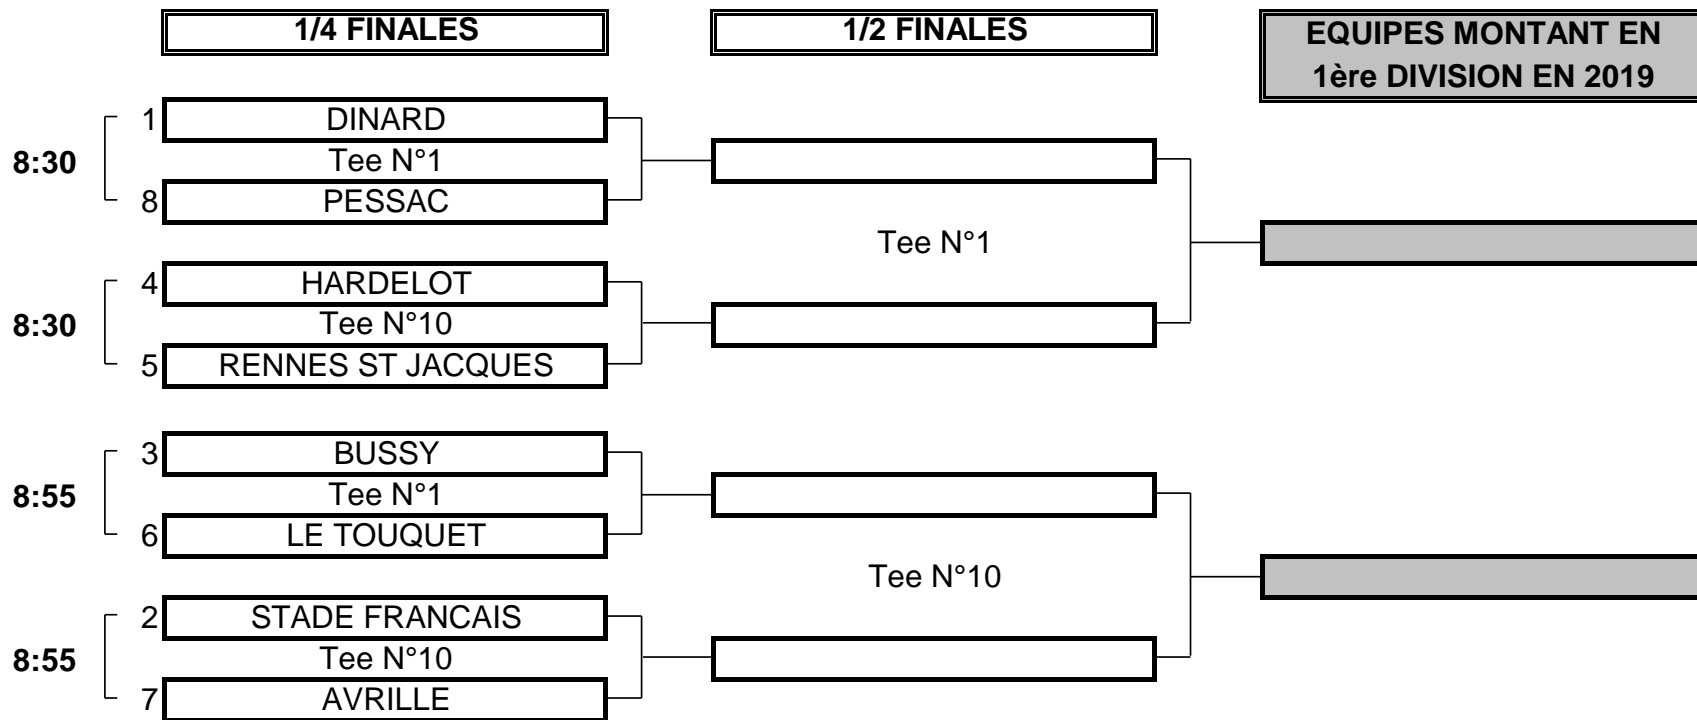 1/4 FINALES
1/2 FINALES
EQUIPES MONTANT EN
1ère DIVISION EN 2019
1 DINARD
8:30 Tee N°1
8 PESSAC
Tee N°1
4 HARDELOT
8:30 Tee N°10
5 RENNES ST JACQUES
3 BUSSY
8:55 Tee N°1
6 LE TOUQUET
Tee N°10
2 STADE FRANCAIS
8:55 Tee N°10
7 AVRILLE